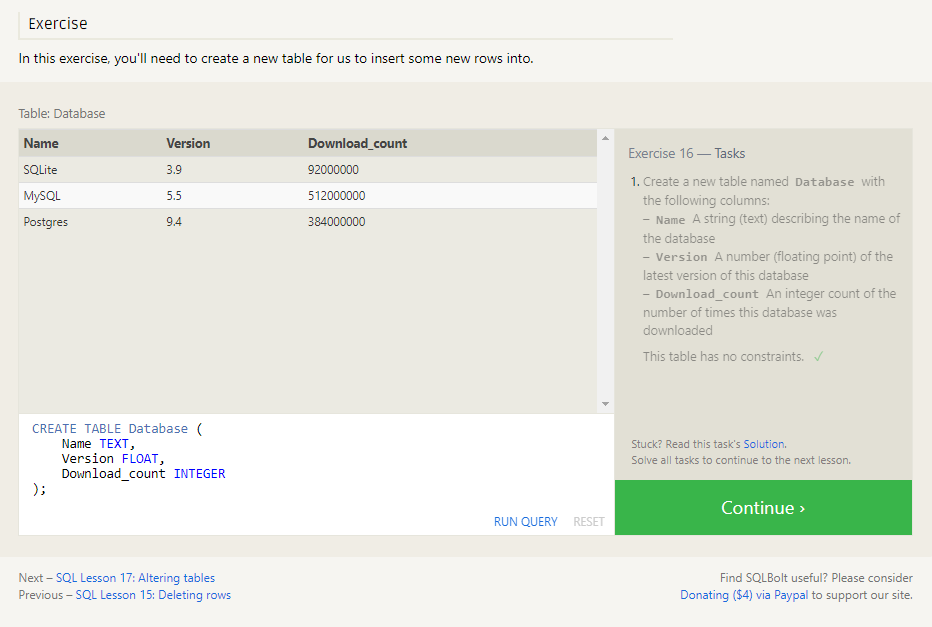 Exercise
In this exercise, you'll need to create a new table for us to insert some new rows into.
Table: Database
Name Version Download_count
SQLite 3.9 92000000
MySQL 5.5 512000000
Postgres 9.4 384000000
Exercise 16 — Tasks
1. Create a new table named Database with
the following columns:
– Name A string (text) describing the name of
the database
– Version A number (floating point) of the
latest version of this database
– Download_count An integer count of the
number of times this database was
downloaded
This table has no constraints. ✓
CREATE TABLE Database (
    Name TEXT,
    Version FLOAT,
    Download_count INTEGER
);
RUN QUERY RESET
Stuck? Read this task's Solution.
Solve all tasks to continue to the next lesson.
Continue ›
Next – SQL Lesson 17: Altering tables
Previous – SQL Lesson 15: Deleting rows
Find SQLBolt useful? Please consider
Donating ($4) via Paypal to support our site.